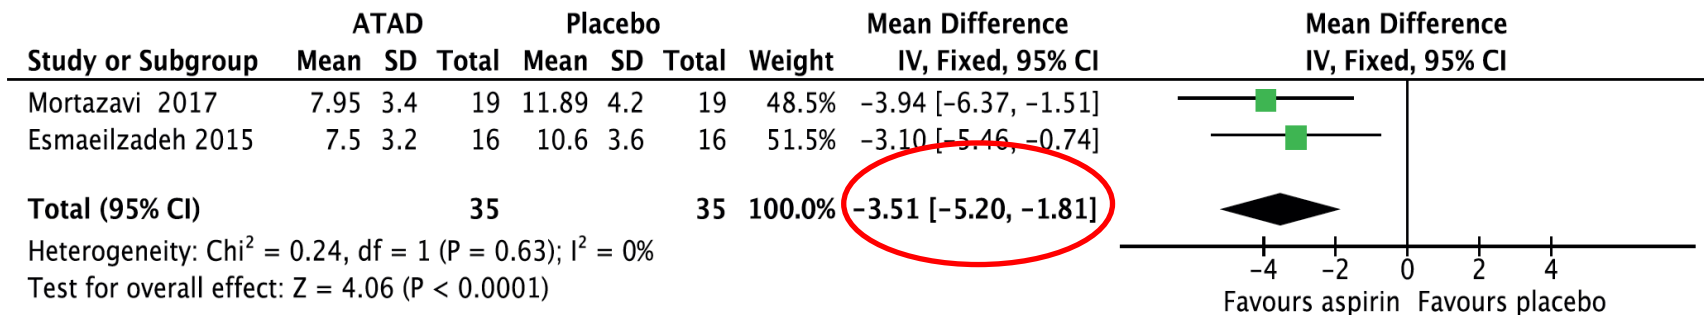 ATAD Placebo Mean Difference Mean Difference
Study or Subgroup Mean SD Total Mean SD Total Weight IV, Fixed, 95% CI IV, Fixed, 95% CI
Mortazavi 2017 7.95 3.4 19 11.89 4.2 19 48.5% −3.94 [−6.37, −1.51]
Esmaeilzadeh 2015 7.5 3.2 16 10.6 3.6 16 51.5% −3.10 [−5.46, −0.74]
Total (95% CI) 35 35 100.0% −3.51 [−5.20, −1.81]
Heterogeneity: Chi² = 0.24, df = 1 (P = 0.63); I² = 0%
Test for overall effect: Z = 4.06 (P < 0.0001)
−4 −2 0 2 4
Favours aspirin Favours placebo